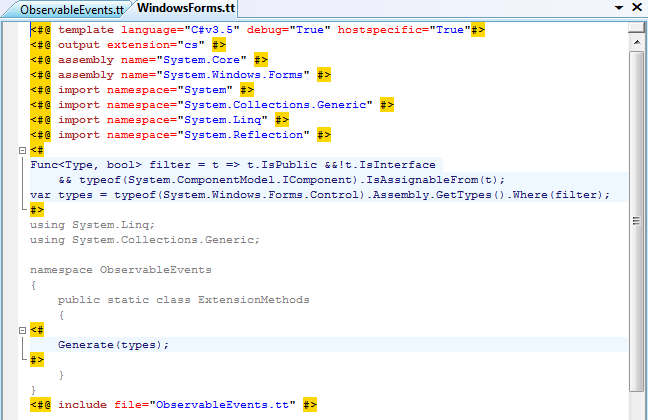 ObservableEvents.tt WindowsForms.tt
<#@ template language="C#v3.5" debug="True" hostspecific="True"#>
<#@ output extension="cs" #>
<#@ assembly name="System.Core" #>
<#@ assembly name="System.Windows.Forms" #>
<#@ import namespace="System" #>
<#@ import namespace="System.Collections.Generic" #>
<#@ import namespace="System.Linq" #>
<#@ import namespace="System.Reflection" #>
<#
Func<Type, bool> filter = t => t.IsPublic &&!t.IsInterface
    && typeof(System.ComponentModel.IComponent).IsAssignableFrom(t);
var types = typeof(System.Windows.Forms.Control).Assembly.GetTypes().Where(filter);
#>
using System.Linq;
using System.Collections.Generic;
namespace ObservableEvents
{
    public static class ExtensionMethods
    {
<#
    Generate(types);
#>
    }
}
<#@ include file="ObservableEvents.tt" #>